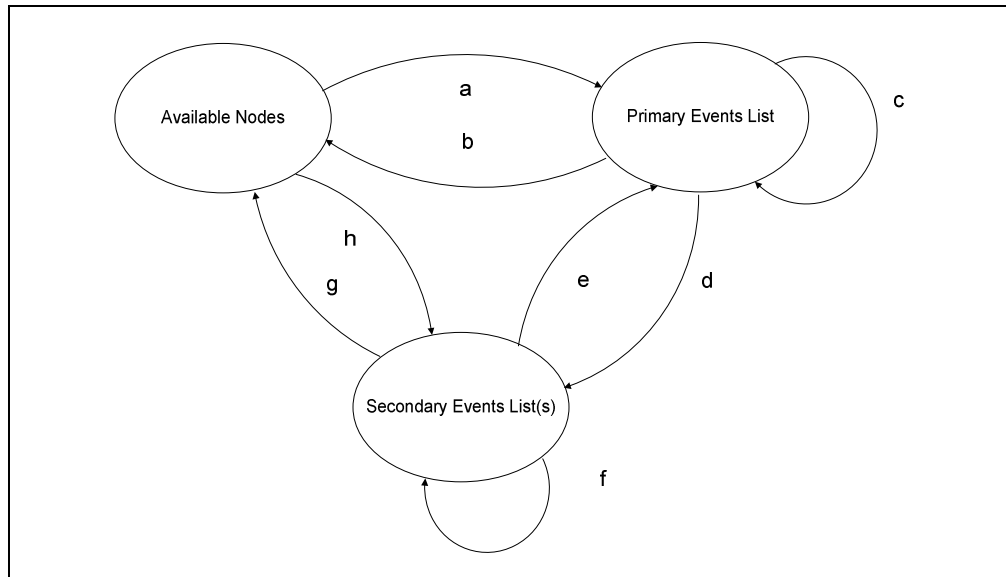 Available Nodes
a
Primary Events List
c
b
h
g
e
d
Secondary Events List(s)
f